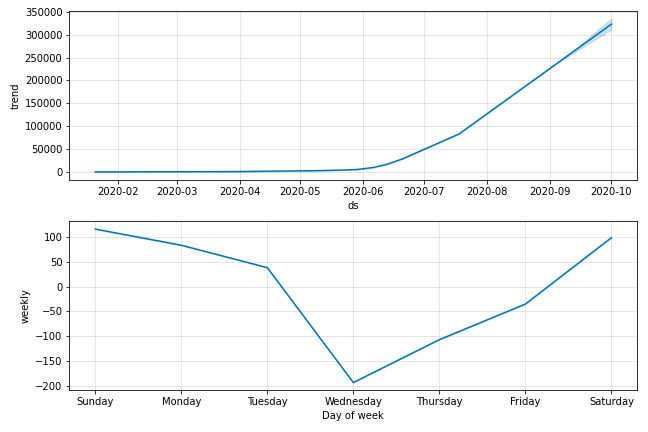 350000
300000
250000
200000
150000
100000
50000
0
trend
2020-02 2020-03 2020-04 2020-05 2020-06 2020-07 2020-08 2020-09 2020-10
ds
100
50
0
−50
−100
−150
−200
weekly
Sunday Monday Tuesday Wednesday Thursday Friday Saturday
Day of week